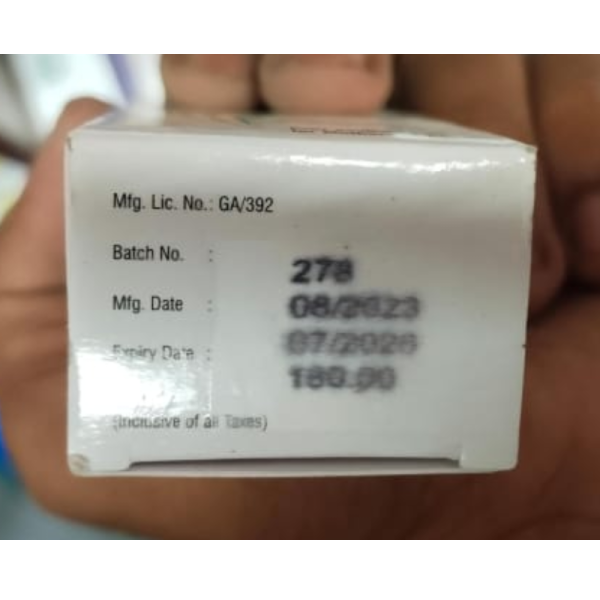 Mfg. Lic. No.: GA/392
Batch No. : 278
Mfg. Date : 08/2023
Expiry Date : 07/2026
160.00
(Inclusive of all Taxes)